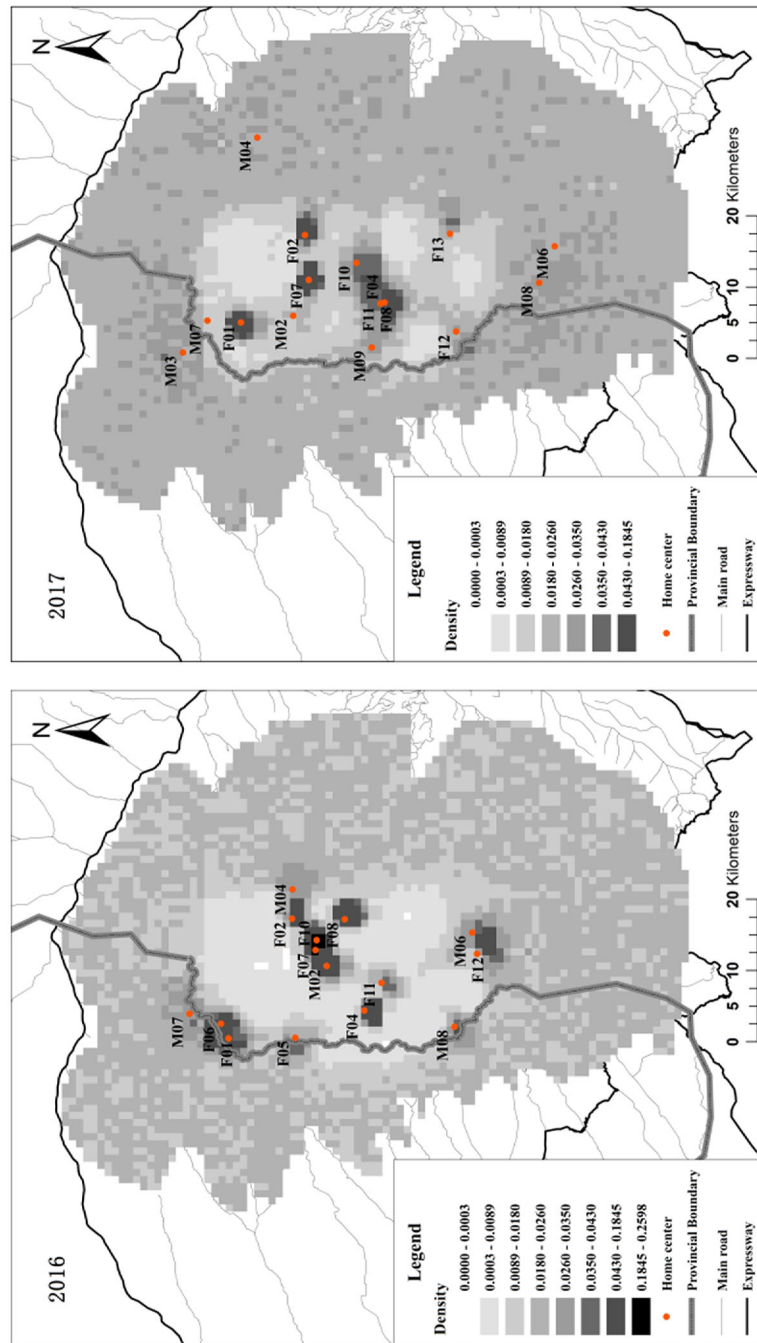 2016
N
M07
F06
F01
F05
F02 M04
F07 F10
M02
F08
F04
F11
M08
F12
M06
Legend
Density
0.0000 - 0.0003
0.0003 - 0.0089
0.0089 - 0.0180
0.0180 - 0.0260
0.0260 - 0.0350
0.0350 - 0.0430
0.0430 - 0.1845
0.1845 - 0.2598
Home center
Provincial Boundary
Main road
Expressway
0 5 10 20 Kilometers
2017
N
M03
M07
F01
M04
F02
F07
M02
F10
F11 F04
F08
M09
F13
F12
M08
M06
Legend
Density
0.0000 - 0.0003
0.0003 - 0.0089
0.0089 - 0.0180
0.0180 - 0.0260
0.0260 - 0.0350
0.0350 - 0.0430
0.0430 - 0.1845
Home center
Provincial Boundary
Main road
Expressway
0 5 10 20 Kilometers